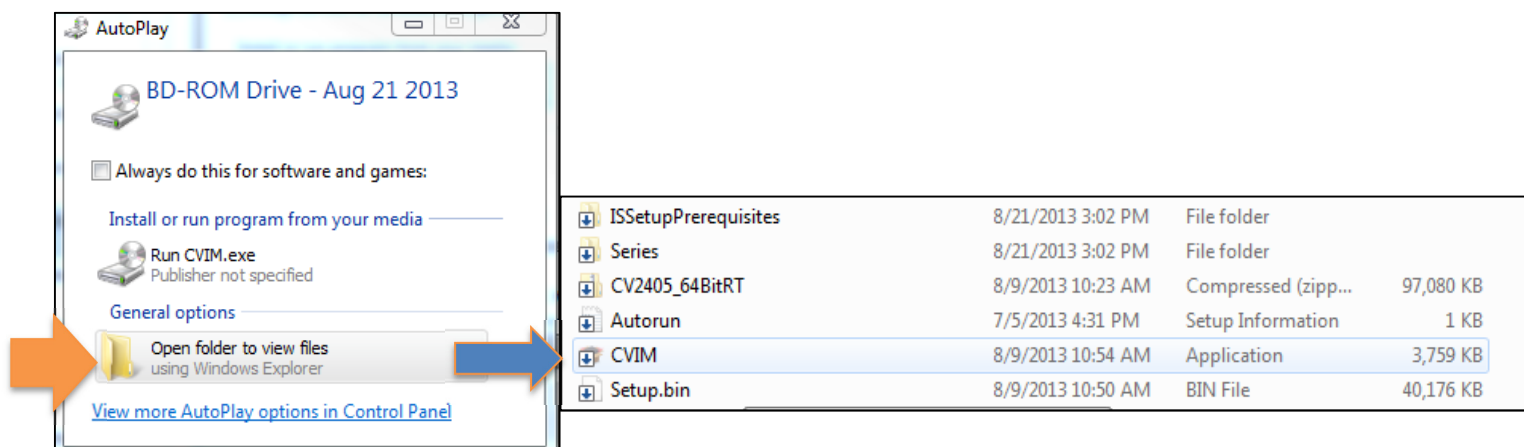 AutoPlay
BD-ROM Drive - Aug 21 2013
Always do this for software and games:
Install or run program from your media
Run CVIM.exe
Publisher not specified
General options
Open folder to view files
using Windows Explorer
View more AutoPlay options in Control Panel
ISSetupPrerequisites 8/21/2013 3:02 PM File folder
Series 8/21/2013 3:02 PM File folder
CV2405_64BitRT 8/9/2013 10:23 AM Compressed (zipp... 97,080 KB
Autorun 7/5/2013 4:31 PM Setup Information 1 KB
CVIM 8/9/2013 10:54 AM Application 3,759 KB
Setup.bin 8/9/2013 10:50 AM BIN File 40,176 KB